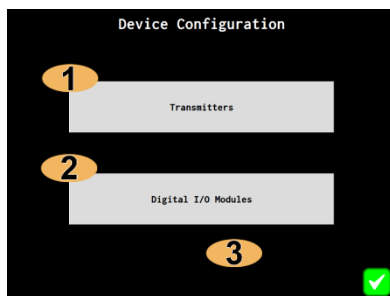 Device Configuration
1
Transmitters
2
Digital I/O Modules
3